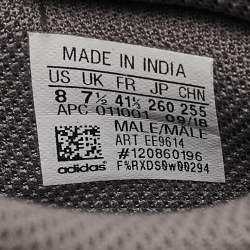 MADE IN INDIA
US UK FR JP CHN
8 7½ 41⅓ 260 255
APC 011001 09/18
MALE/MALE
ART EE9614
#120860196
adidas® F%RXDS0w00294